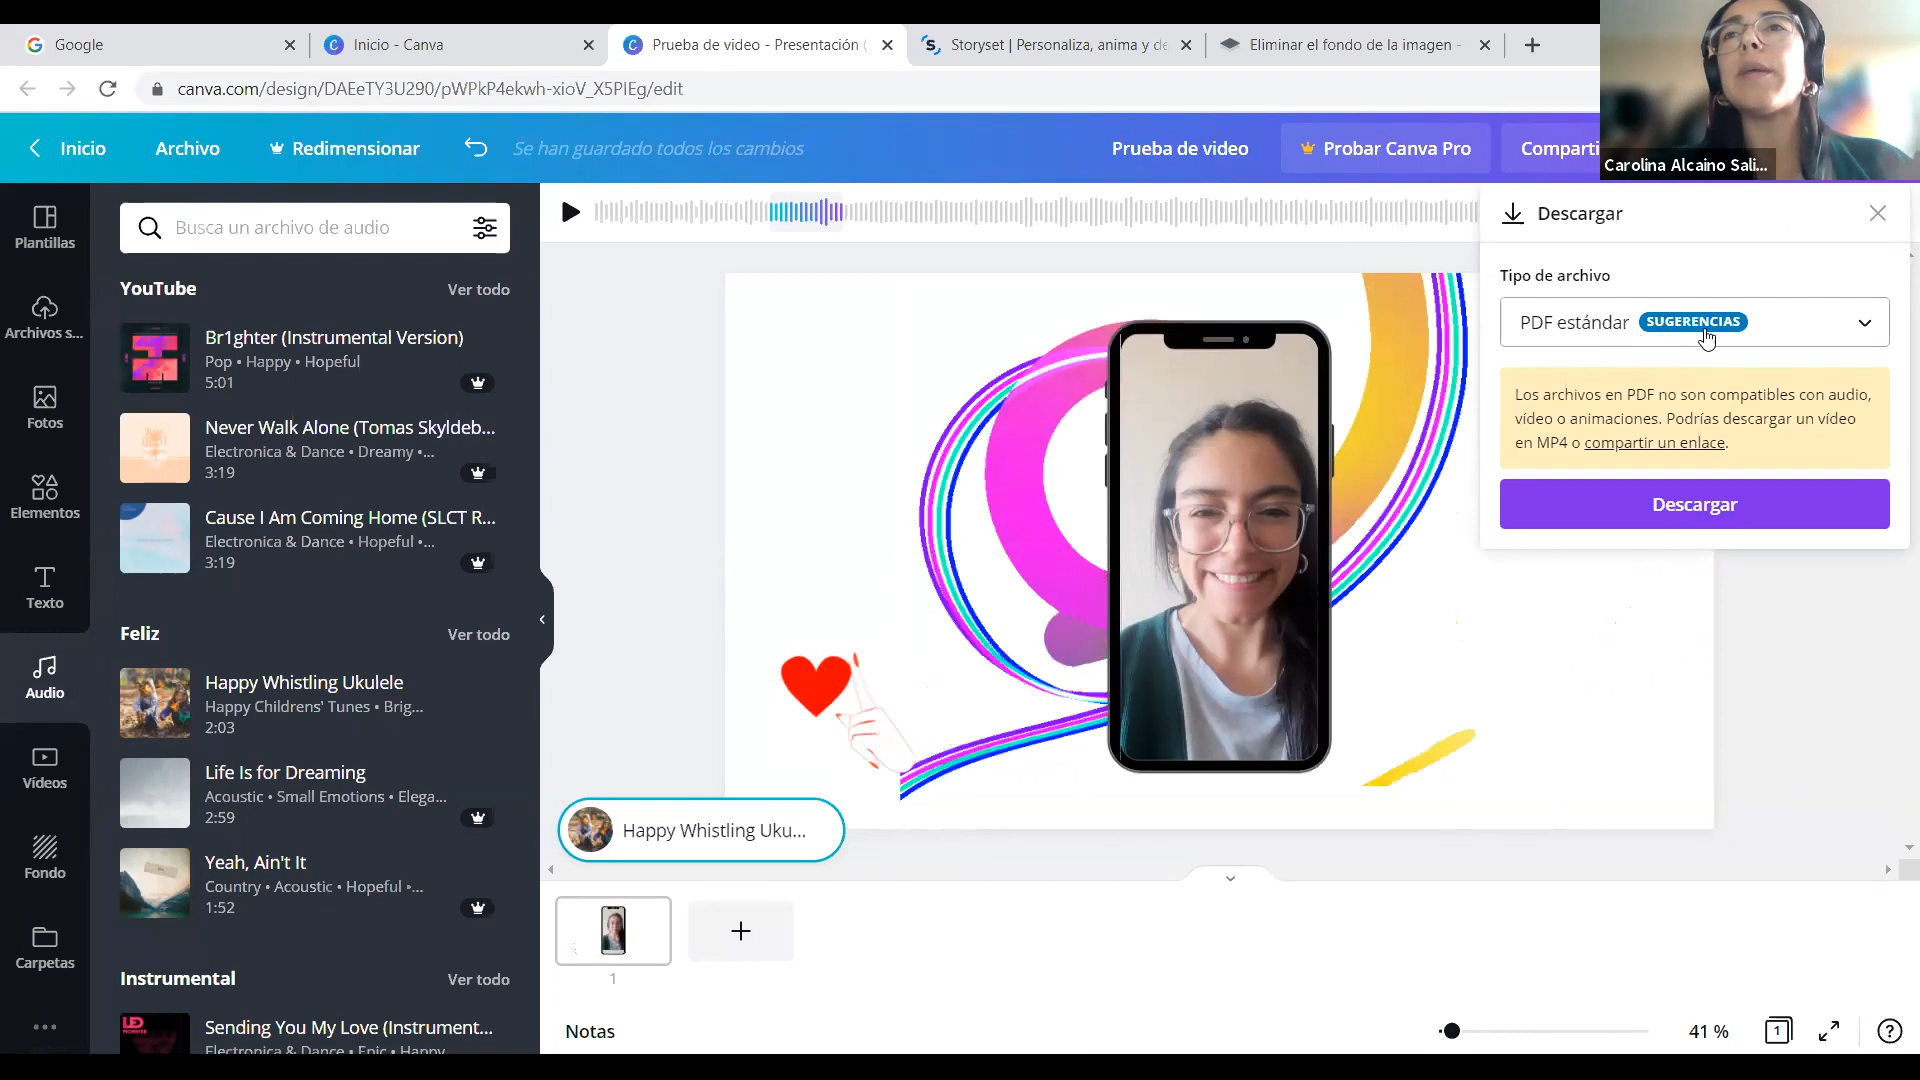 Google
Inicio - Canva
Prueba de video - Presentación
Storyset | Personaliza, anima y de
Eliminar el fondo de la imagen -
canva.com/design/DAEeTY3U290/pWPkP4ekwh-xioV_X5PIEg/edit
Inicio
Archivo
Redimensionar
Se han guardado todos los cambios
Prueba de video
Probar Canva Pro
Comparti
Carolina Alcaino Sali...
Plantillas
Archivos s...
Fotos
Elementos
Texto
Audio
Vídeos
Fondo
Carpetas
Busca un archivo de audio
YouTube
Ver todo
Br1ghter (Instrumental Version)
Pop • Happy • Hopeful
5:01
Never Walk Alone (Tomas Skyldeb...
Electronica & Dance • Dreamy •...
3:19
Cause I Am Coming Home (SLCT R...
Electronica & Dance • Hopeful •...
3:19
Feliz
Ver todo
Happy Whistling Ukulele
Happy Childrens' Tunes • Brig...
2:03
Life Is for Dreaming
Acoustic • Small Emotions • Elega...
2:59
Yeah, Ain't It
Country • Acoustic • Hopeful •...
1:52
Instrumental
Ver todo
Sending You My Love (Instrument...
Electronica & Dance • Epic • Happy
Descargar
Tipo de archivo
PDF estándar SUGERENCIAS
Los archivos en PDF no son compatibles con audio,
vídeo o animaciones. Podrías descargar un vídeo
en MP4 o compartir un enlace.
Descargar
Happy Whistling Uku...
1
Notas
41 %
1